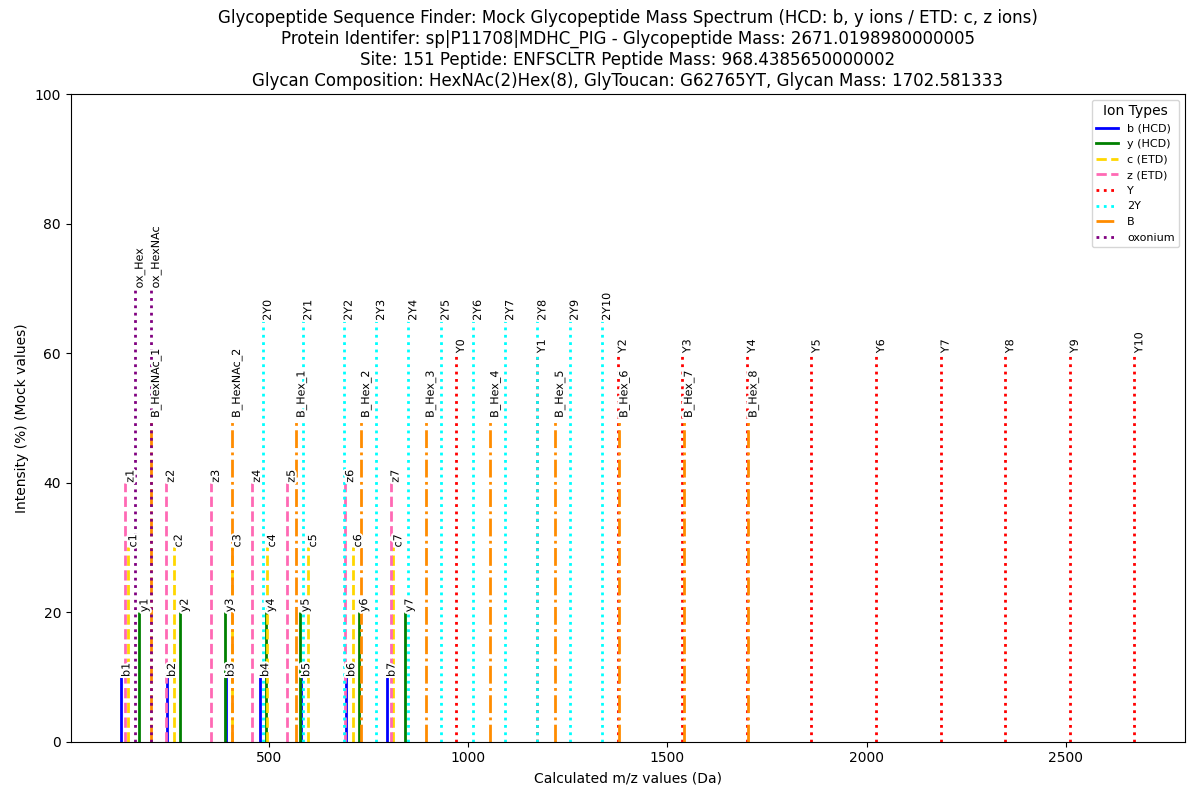 Glycopeptide Sequence Finder: Mock Glycopeptide Mass Spectrum (HCD: b, y ions / ETD: c, z ions)
Protein Identifer: sp|P11708|MDHC_PIG - Glycopeptide Mass: 2671.0198980000005
Site: 151 Peptide: ENFSCLTR Peptide Mass: 968.4385650000002
Glycan Composition: HexNAc(2)Hex(8), GlyToucan: G62765YT, Glycan Mass: 1702.581333
Ion Types
b (HCD)
y (HCD)
c (ETD)
z (ETD)
Y
2Y
B
oxonium
Intensity (%) (Mock values)
100
80
60
40
20
0
ox_Hex
ox_HexNAc
2Y0
2Y1
2Y2
2Y3
2Y4
2Y5
2Y6
2Y7
2Y8
2Y9
2Y10
Y0
Y1
Y2
Y3
Y4
Y5
Y6
Y7
Y8
Y9
Y10
B_HexNAc_1
B_HexNAc_2
B_Hex_1
B_Hex_2
B_Hex_3
B_Hex_4
B_Hex_5
B_Hex_6
B_Hex_7
B_Hex_8
z1
z2
z3
z4
z5
z6
z7
c1
c2
c3
c4
c5
c6
c7
y1
y2
y3
y4
y5
y6
y7
b1
b2
b3
b4
b5
b6
b7
500
1000
1500
2000
2500
Calculated m/z values (Da)